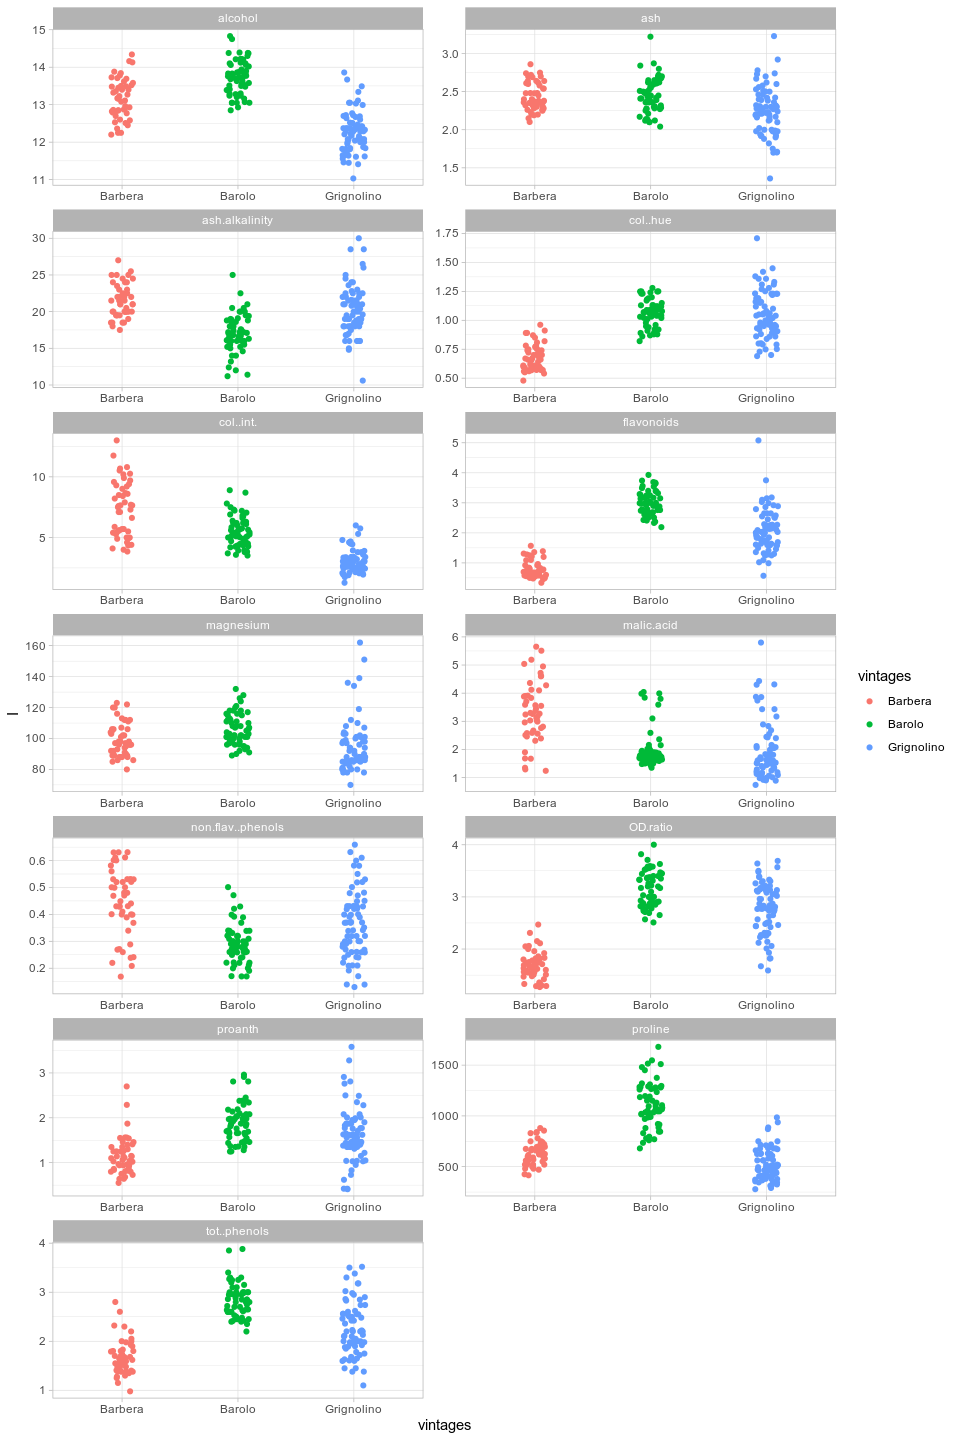 alcohol
15
14
13
12
11
Barbera Barolo Grignolino
ash
3.0
2.5
2.0
1.5
Barbera Barolo Grignolino
ash.alkalinity
30
25
20
15
10
Barbera Barolo Grignolino
col..hue
1.75
1.50
1.25
1.00
0.75
0.50
Barbera Barolo Grignolino
col..int.
10
5
Barbera Barolo Grignolino
flavonoids
5
4
3
2
1
Barbera Barolo Grignolino
magnesium
160
140
120
100
80
Barbera Barolo Grignolino
malic.acid
6
5
4
3
2
1
Barbera Barolo Grignolino
non.flav..phenols
0.6
0.5
0.4
0.3
0.2
Barbera Barolo Grignolino
OD.ratio
4
3
2
Barbera Barolo Grignolino
proanth
3
2
1
Barbera Barolo Grignolino
proline
1500
1000
500
Barbera Barolo Grignolino
tot..phenols
4
3
2
1
Barbera Barolo Grignolino
vintages
vintages
Barbera
Barolo
Grignolino